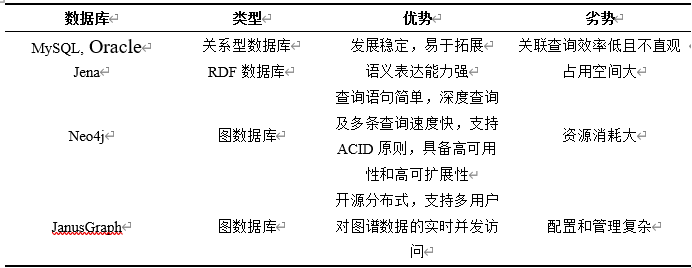 数据库 类型 优势 劣势
MySQL, Oracle 关系型数据库 发展稳定，易于拓展 关联查询效率低且不直观
Jena RDF 数据库 语义表达能力强 占用空间大
查询语句简单，深度查询
及多条查询速度快，支持
Neo4j 图数据库 ACID 原则，具备高可用 资源消耗大
性和高可扩展性
开源分布式，支持多用户
JanusGraph 图数据库 对图谱数据的实时并发访 配置和管理复杂
问